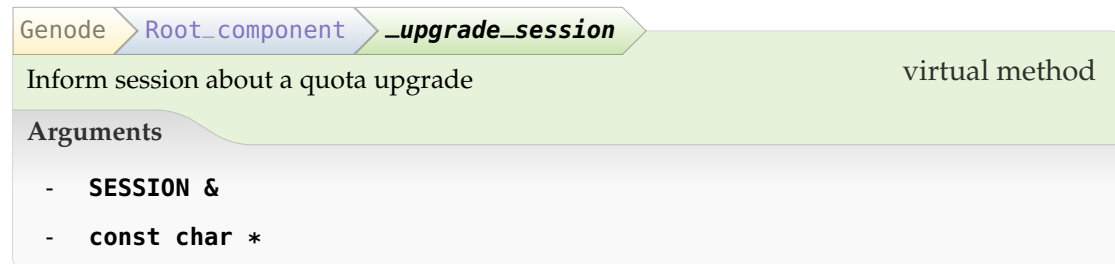 Genode Root_component _upgrade_session
Inform session about a quota upgrade
virtual method
Arguments
- SESSION &
- const char *